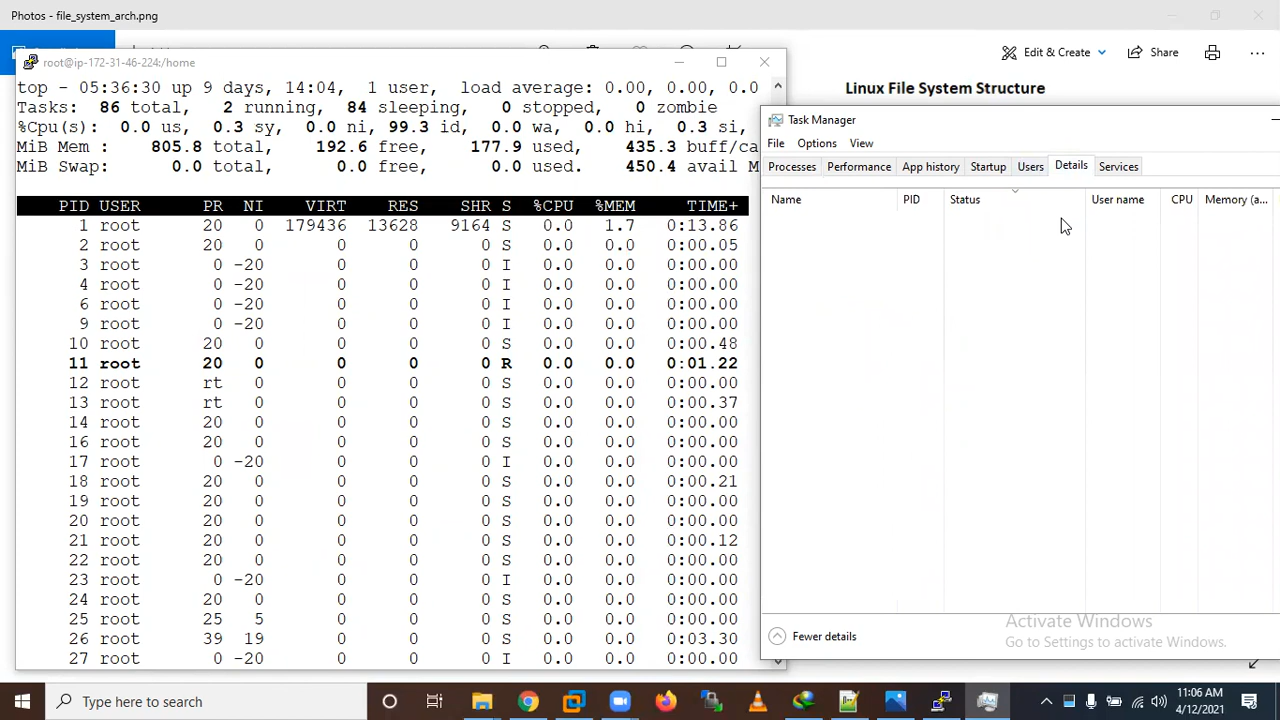 Photos - file_system_arch.png
Edit & Create
Share
Linux File System Structure
root@ip-172-31-46-224:/home
top - 05:36:30 up 9 days, 14:04, 1 user, load average: 0.00, 0.00, 0.0
Tasks: 86 total, 2 running, 84 sleeping, 0 stopped, 0 zombie
%Cpu(s): 0.0 us, 0.3 sy, 0.0 ni, 99.3 id, 0.0 wa, 0.0 hi, 0.3 si,
MiB Mem : 805.8 total, 192.6 free, 177.9 used, 435.3 buff/ca
MiB Swap: 0.0 total, 0.0 free, 0.0 used. 450.4 avail M
PID USER PR NI VIRT RES SHR S %CPU %MEM TIME+
1 root 20 0 179436 13628 9164 S 0.0 1.7 0:13.86
2 root 20 0 0 0 0 S 0.0 0.0 0:00.05
3 root 0 -20 0 0 0 I 0.0 0.0 0:00.00
4 root 0 -20 0 0 0 I 0.0 0.0 0:00.00
6 root 0 -20 0 0 0 I 0.0 0.0 0:00.00
9 root 0 -20 0 0 0 I 0.0 0.0 0:00.00
10 root 20 0 0 0 0 S 0.0 0.0 0:00.48
11 root 20 0 0 0 0 R 0.0 0.0 0:01.22
12 root rt 0 0 0 0 S 0.0 0.0 0:00.00
13 root rt 0 0 0 0 S 0.0 0.0 0:00.37
14 root 20 0 0 0 0 S 0.0 0.0 0:00.00
16 root 20 0 0 0 0 S 0.0 0.0 0:00.00
17 root 0 -20 0 0 0 I 0.0 0.0 0:00.00
18 root 20 0 0 0 0 S 0.0 0.0 0:00.21
19 root 20 0 0 0 0 S 0.0 0.0 0:00.00
20 root 20 0 0 0 0 S 0.0 0.0 0:00.00
21 root 20 0 0 0 0 S 0.0 0.0 0:00.12
22 root 20 0 0 0 0 S 0.0 0.0 0:00.00
23 root 0 -20 0 0 0 I 0.0 0.0 0:00.00
24 root 20 0 0 0 0 S 0.0 0.0 0:00.00
25 root 25 5 0 0 0 S 0.0 0.0 0:00.00
26 root 39 19 0 0 0 S 0.0 0.0 0:03.30
27 root 0 -20 0 0 0 I 0.0 0.0 0:00.00
Task Manager
File Options View
Processes Performance App history Startup Users Details Services
Name PID Status User name CPU Memory (a...
Fewer details
Activate Windows
Go to Settings to activate Windows.
Type here to search
11:06 AM
4/12/2021